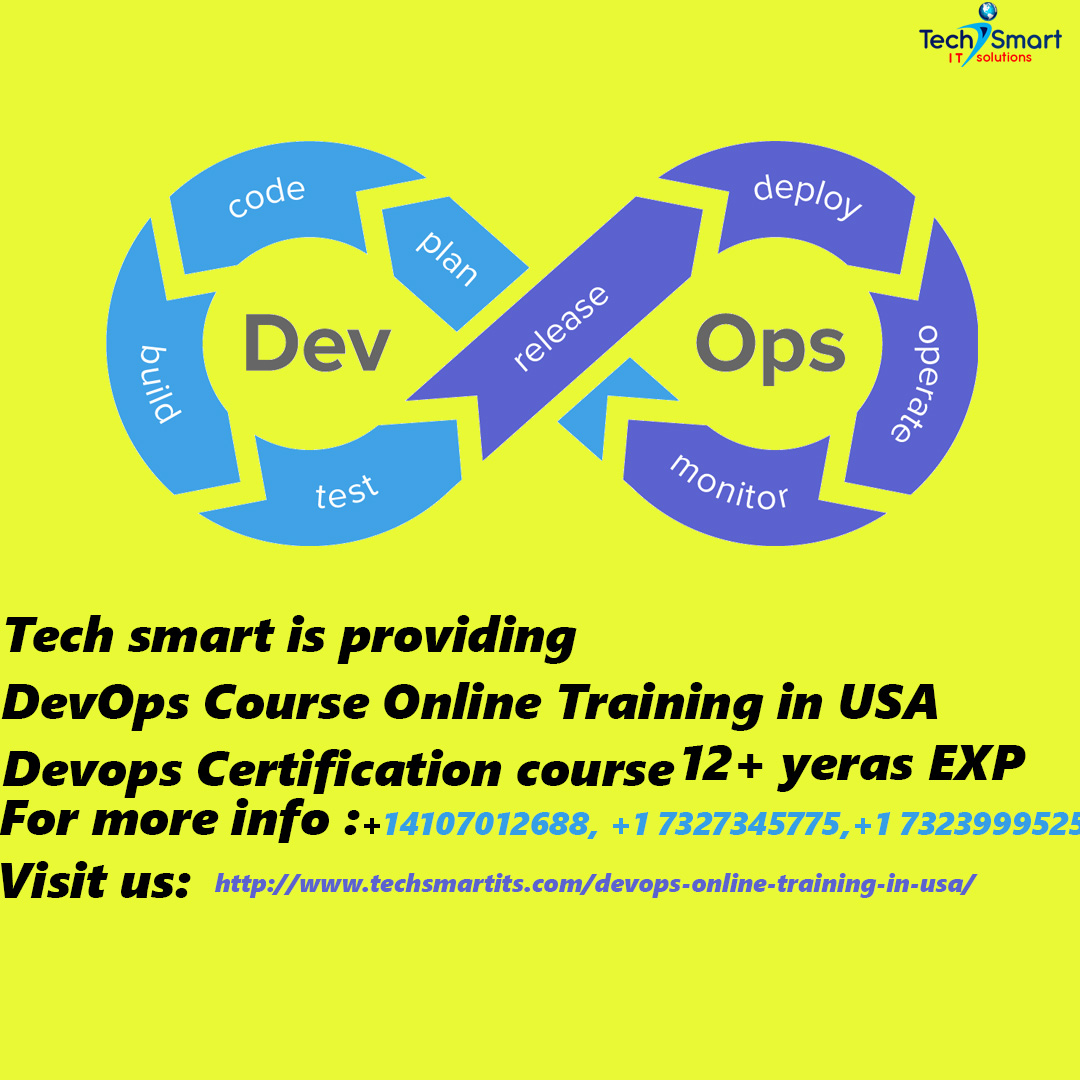 Tech Smart
IT solutions
code
plan
deploy
release
Dev
Ops
build
operate
test
monitor
Tech smart is providing
DevOps Course Online Training in USA
Devops Certification course 12+ yeras EXP
For more info :+14107012688, +1 7327345775,+1 7323999525
Visit us: http://www.techsmartits.com/devops-online-training-in-usa/